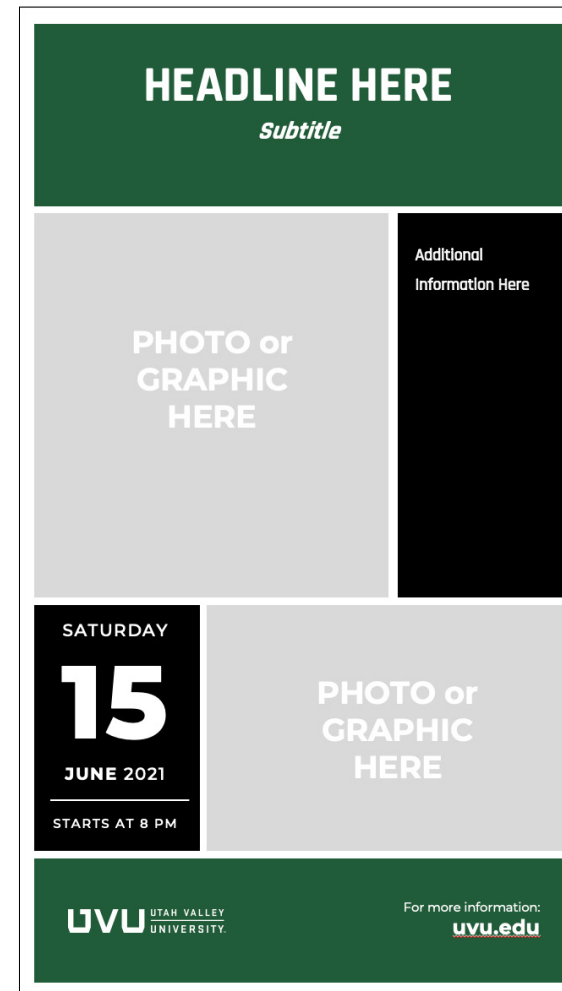 HEADLINE HERE
Subtitle
PHOTO or
GRAPHIC
HERE
Additional
Information Here
SATURDAY
15
JUNE 2021
STARTS AT 8 PM
PHOTO or
GRAPHIC
HERE
UVU UTAH VALLEY
UNIVERSITY.
For more information:
uvu.edu